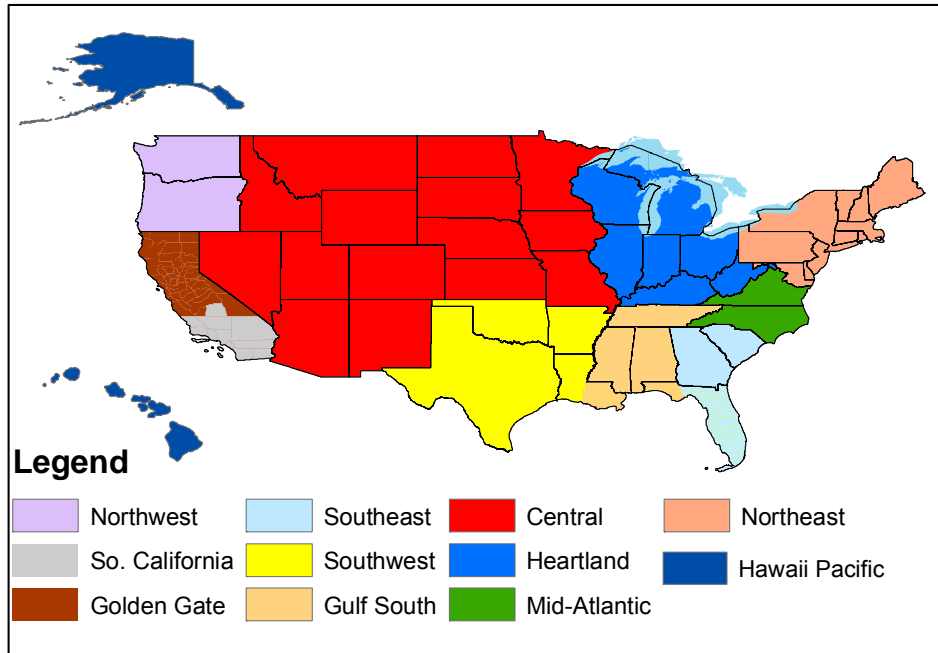 Legend
Northwest Southeast Central Northeast
So. California Southwest Heartland Hawaii Pacific
Golden Gate Gulf South Mid-Atlantic